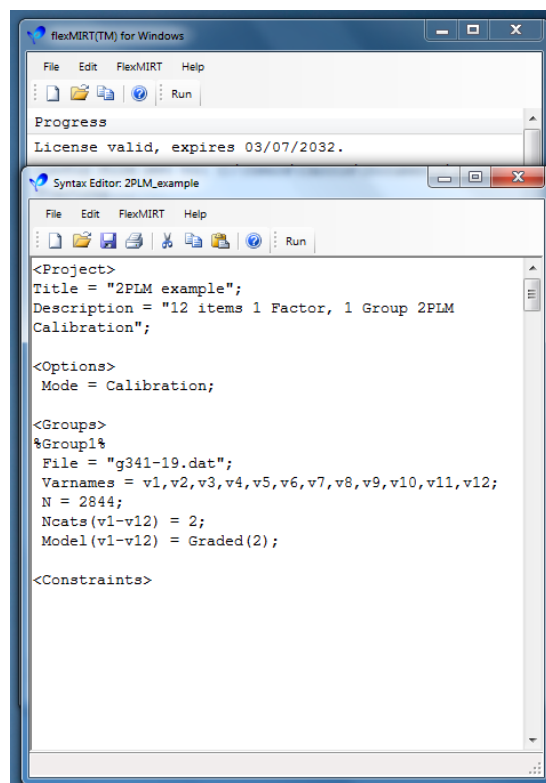 flexMIRT(TM) for Windows
File Edit FlexMIRT Help
Run
Progress
License valid, expires 03/07/2032.
Syntax Editor: 2PLM_example
File Edit FlexMIRT Help
Run
<Project>
Title = "2PLM example";
Description = "12 items 1 Factor, 1 Group 2PLM
Calibration";
<Options>
Mode = Calibration;
<Groups>
%Group1%
File = "g341-19.dat";
Varnames = v1,v2,v3,v4,v5,v6,v7,v8,v9,v10,v11,v12;
N = 2844;
Ncats(v1-v12) = 2;
Model(v1-v12) = Graded(2);
<Constraints>